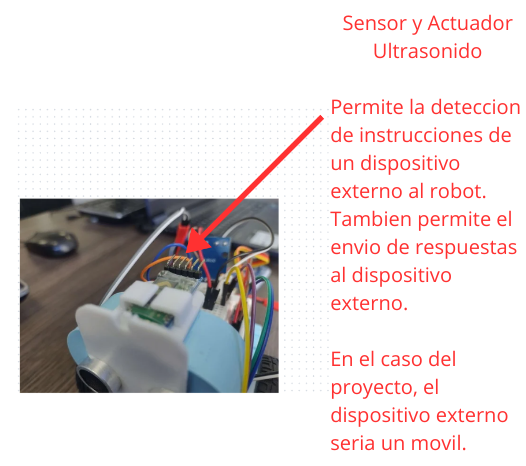 Sensor y Actuador
Ultrasonido
Permite la deteccion
de instrucciones de
un dispositivo
externo al robot.
Tambien permite el
envio de respuestas
al dispositivo
externo.
En el caso del
proyecto, el
dispositivo externo
seria un movil.